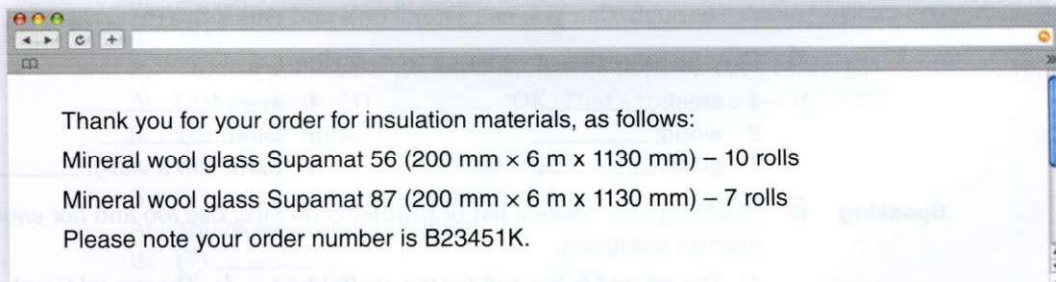 Thank you for your order for insulation materials, as follows:
Mineral wool glass Supamat 56 (200 mm × 6 m x 1130 mm) – 10 rolls
Mineral wool glass Supamat 87 (200 mm × 6 m x 1130 mm) – 7 rolls
Please note your order number is B23451K.